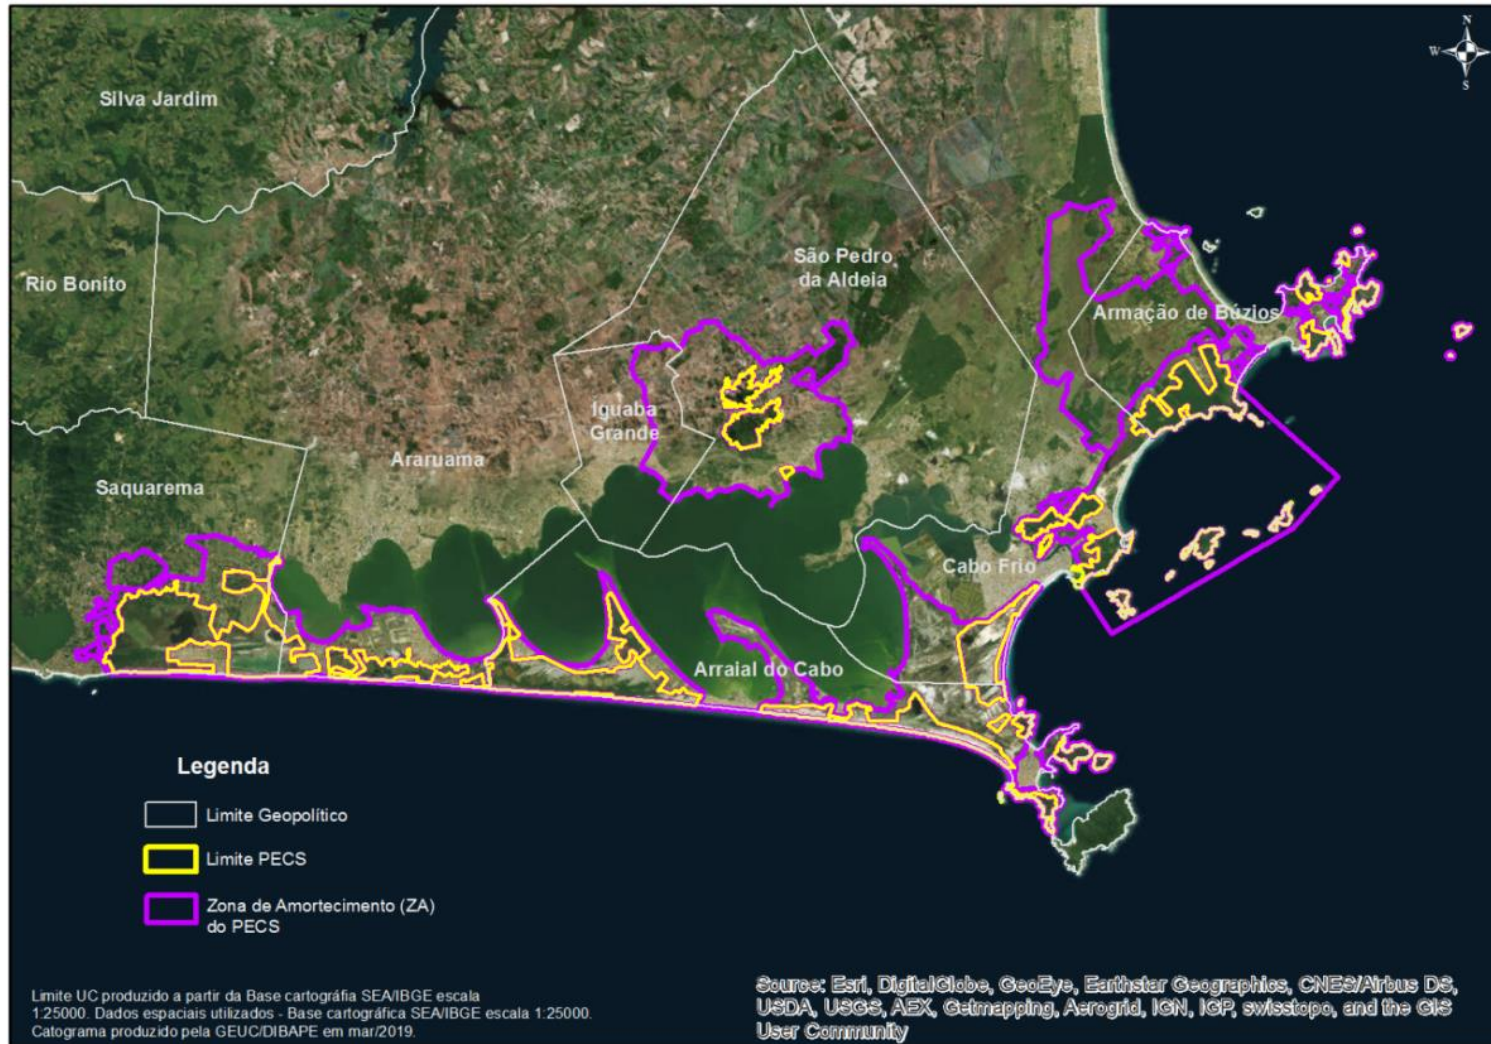 N
W
S
Silva Jardim
Rio Bonito
São Pedro
da Aldeia
Armação de Búzios
Iguaba
Grande
Araruama
Saquarema
Cabo Frio
Arraial do Cabo
Legenda
Limite Geopolítico
Limite PECS
Zona de Amortecimento (ZA)
do PECS
Limite UC produzido a partir da Base cartográfia SEA/IBGE escala
1:25000. Dados espaciais utilizados - Base cartográfica SEA/IBGE escala 1:25000.
Catograma produzido pela GEUC/DIBAPE em mar/2019.
Source: Esri, DigitalGlobe, GeoEye, Earthstar Geographics, CNES/Airbus DS,
USDA, USGS, AEX, Getmapping, Aerogrid, IGN, IGP, swisstopo, and the GIS
User Community